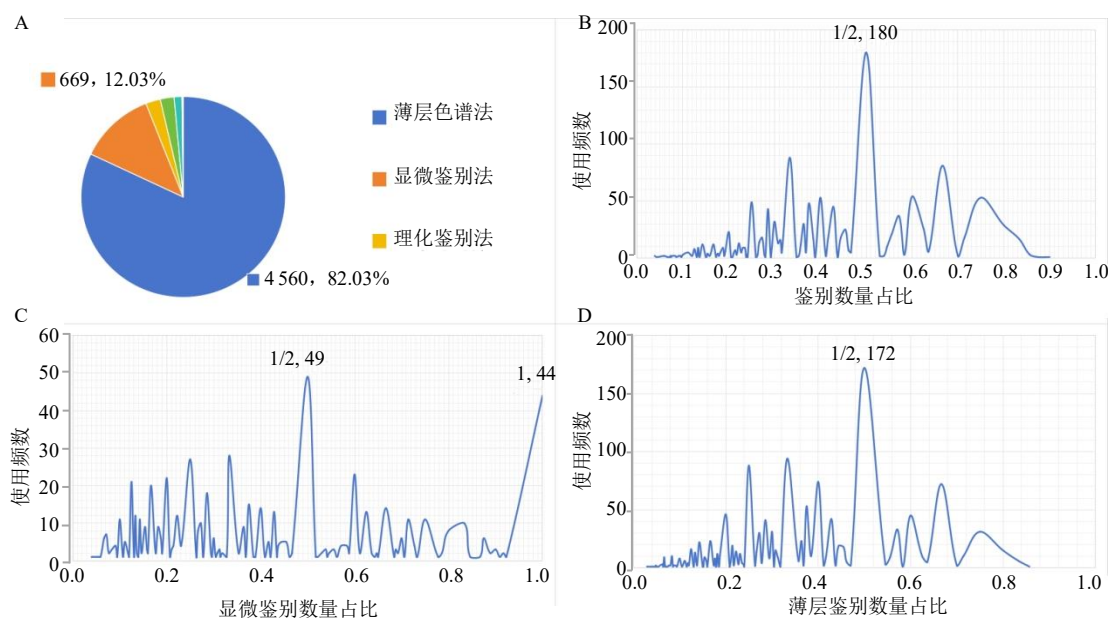 A
669，12.03%
薄层色谱法
显微鉴别法
理化鉴别法
4 560，82.03%
B
200
150
100
50
0
使用频数
1/2, 180
0.0 0.1 0.2 0.3 0.4 0.5 0.6 0.7 0.8 0.9 1.0
鉴别数量占比
C
60
50
40
30
20
10
0
使用频数
1/2, 49
1, 44
0.0 0.2 0.4 0.6 0.8 1.0
显微鉴别数量占比
D
200
150
100
50
0
使用频数
1/2, 172
0.0 0.2 0.4 0.6 0.8 1.0
薄层鉴别数量占比